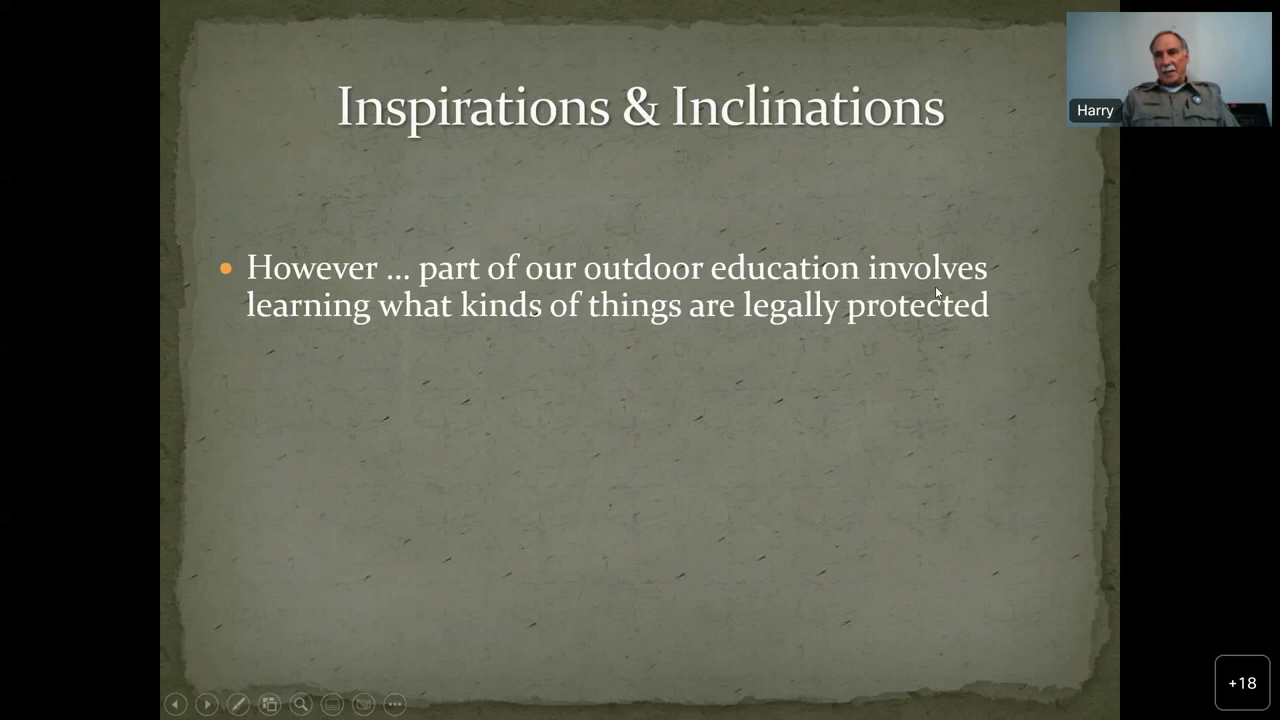 Inspirations & Inclinations
Harry
However ... part of our outdoor education involves
learning what kinds of things are legally protected
+18